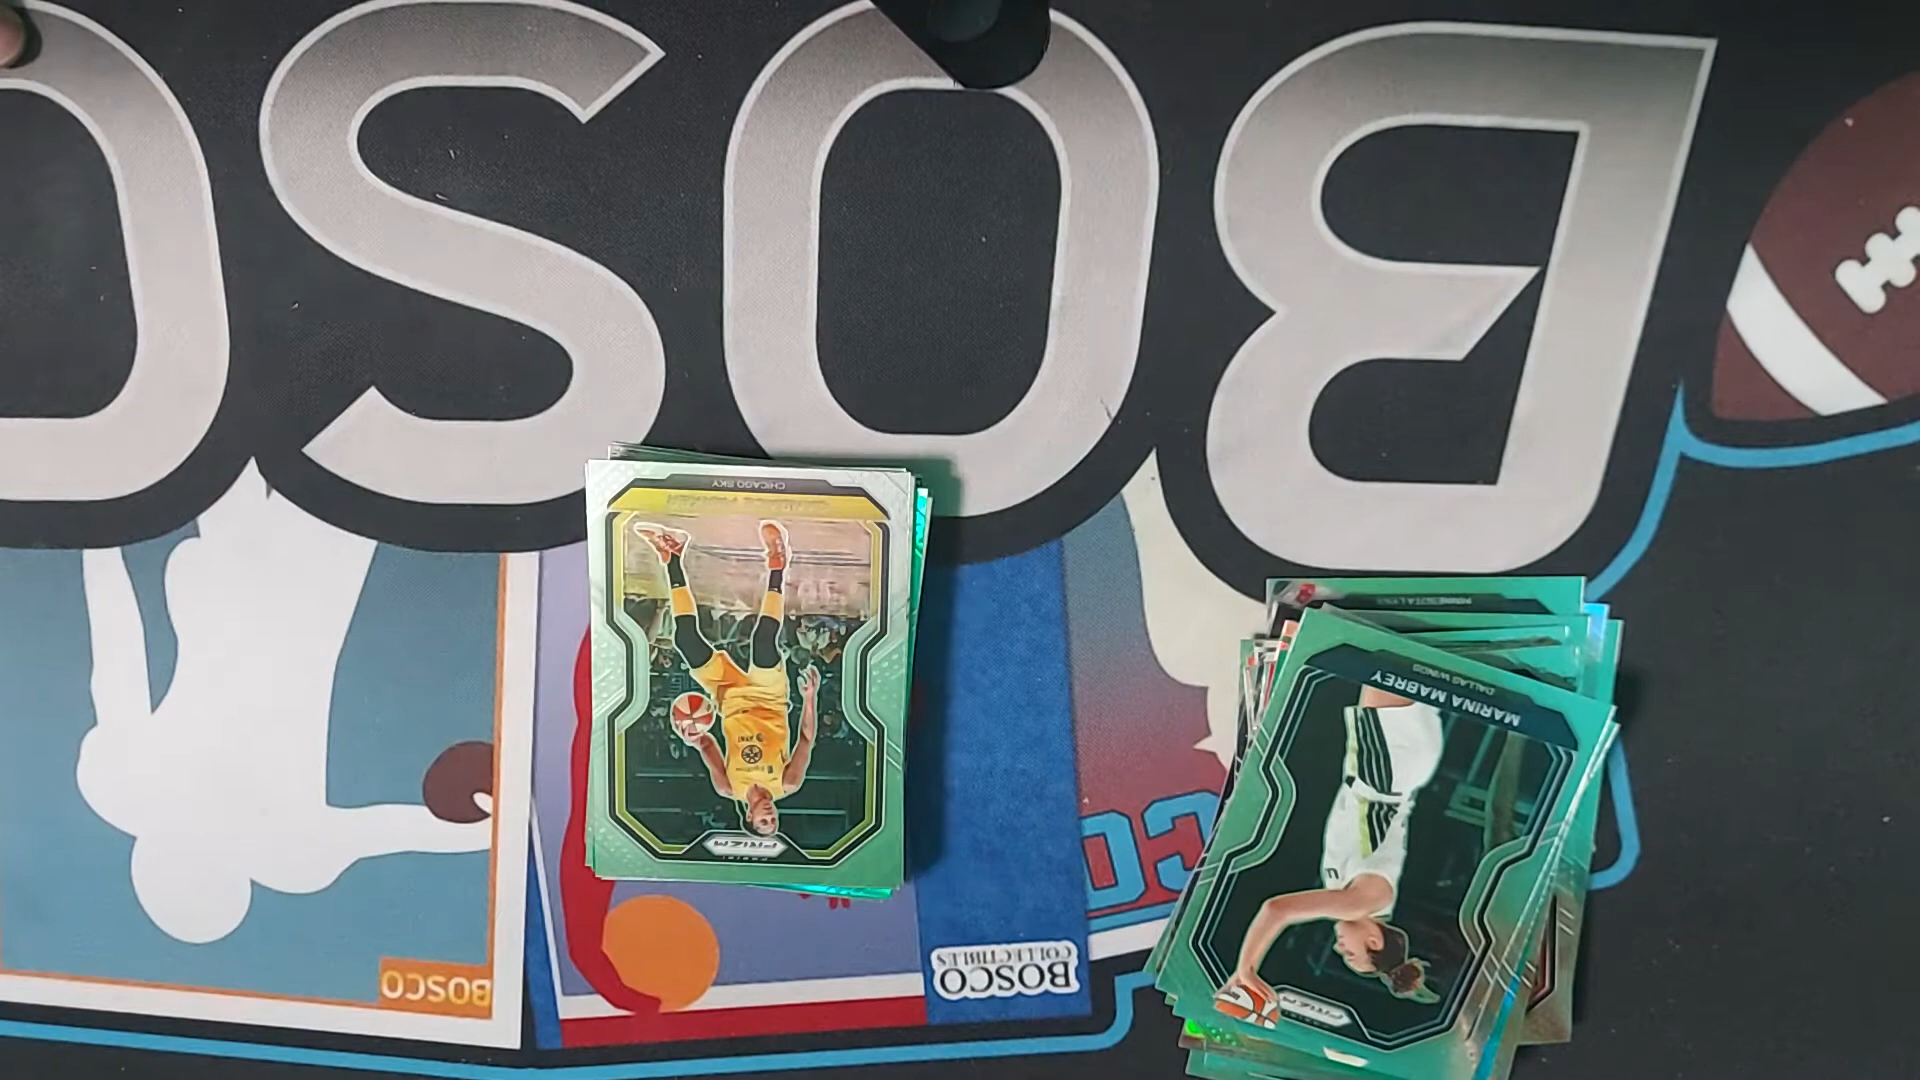 BOSCO
CHICAGO SKY
PRIZM
MINNESOTA LYNX
MARINA MABREY
DALLAS WINGS
PRIZM
BOSCO
BOSCO
COLLECTIBLES